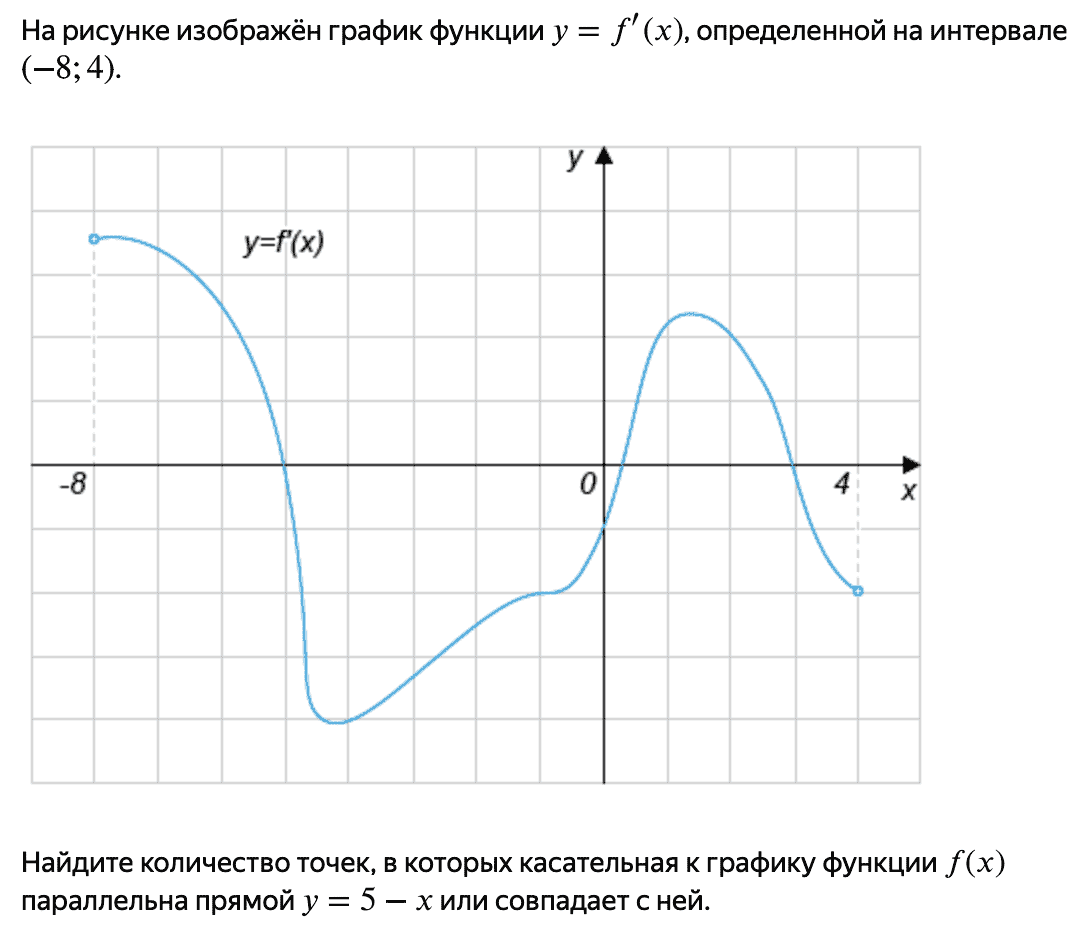 На рисунке изображён график функции y = f′(x), определенной на интервале
(−8; 4).
y
y=f'(x)
-8
0
4
x
Найдите количество точек, в которых касательная к графику функции f(x)
параллельна прямой y = 5 − x или совпадает с ней.